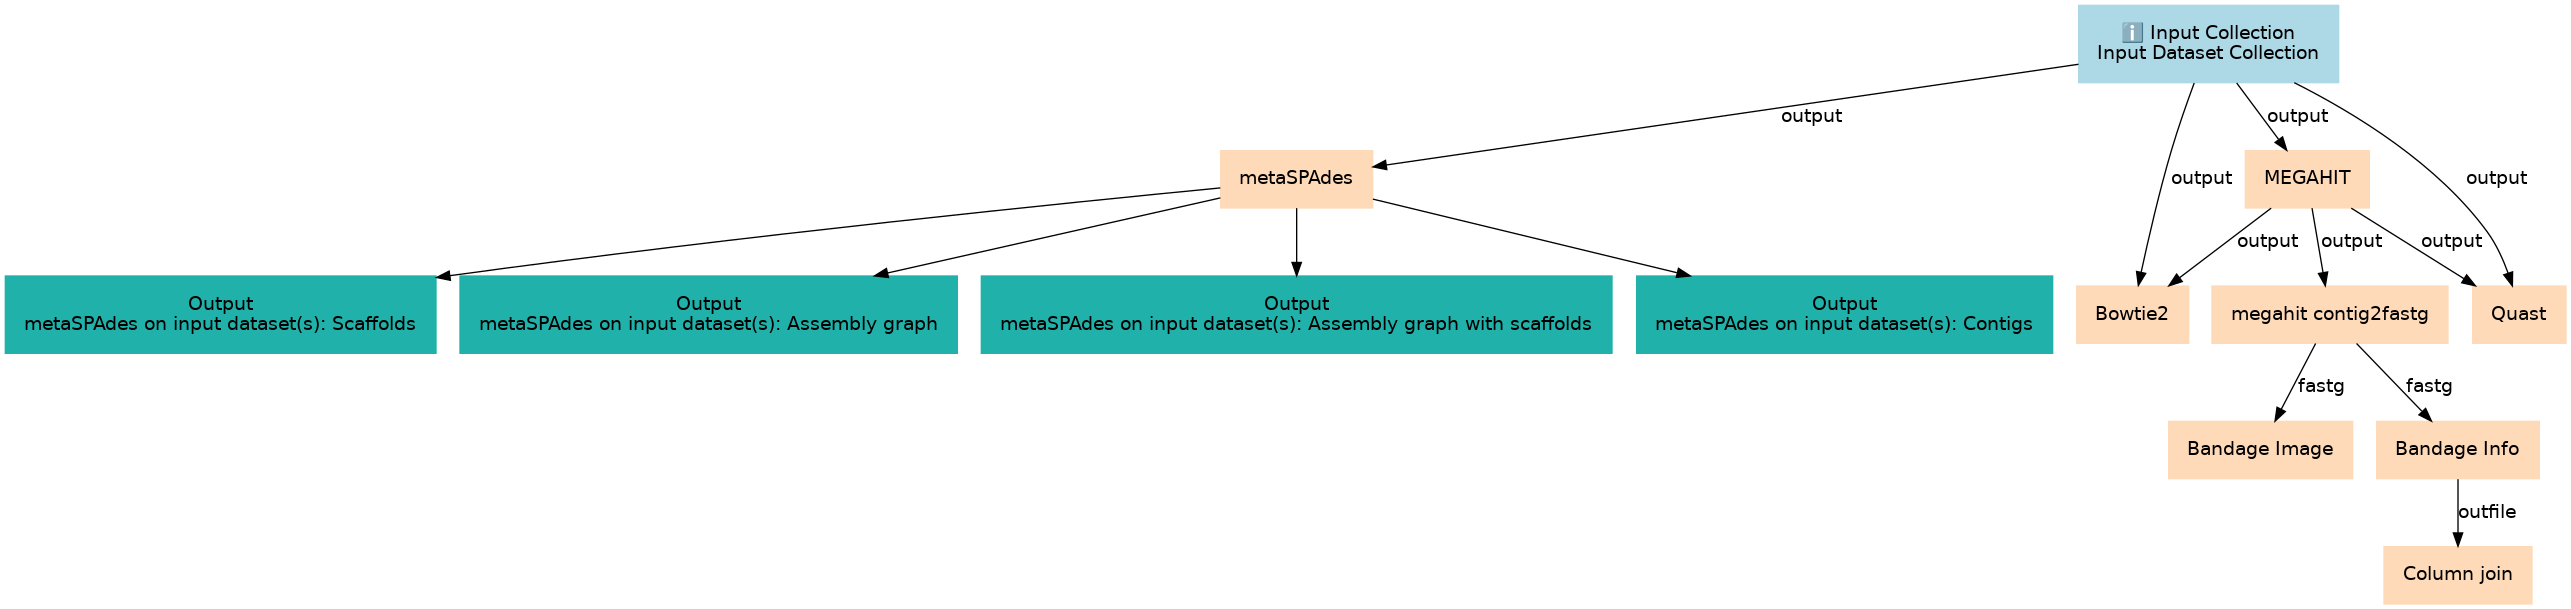 ℹ️ Input Collection
Input Dataset Collection
output
output
metaSPAdes
MEGAHIT
output
output
output
output
output
Output
metaSPAdes on input dataset(s): Scaffolds
Output
metaSPAdes on input dataset(s): Assembly graph
Output
metaSPAdes on input dataset(s): Assembly graph with scaffolds
Output
metaSPAdes on input dataset(s): Contigs
Bowtie2
megahit contig2fastg
Quast
fastg
fastg
Bandage Image
Bandage Info
outfile
Column join